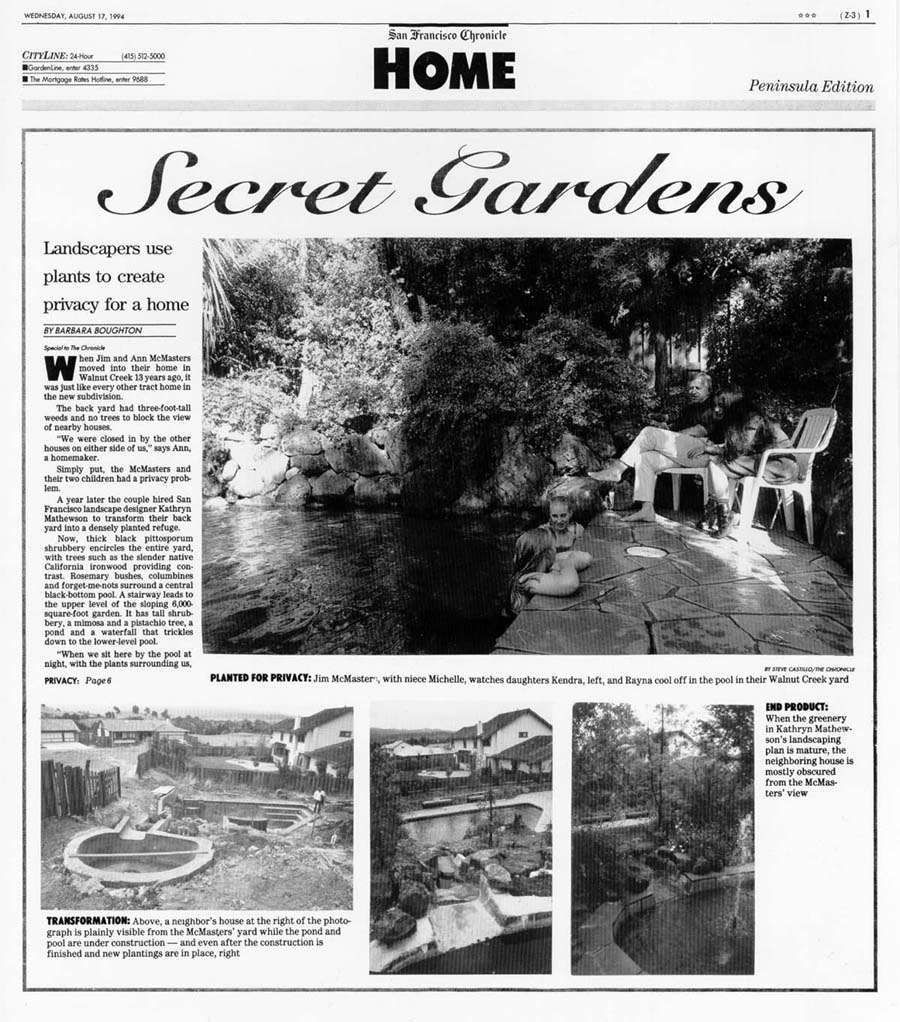 WEDNESDAY, AUGUST 17, 1994
☆☆☆ (Z-3) 1
San Francisco Chronicle
HOME
CITYLINE: 24-Hour (415) 512-5000
■GardenLine, enter 4335
■ The Mortgage Rates Hotline, enter 9688
Peninsula Edition
Secret Gardens
Landscapers use
plants to create
privacy for a home
BY BARBARA BOUGHTON
Special to The Chronicle
When Jim and Ann McMasters
moved into their home in
Walnut Creek 13 years ago, it
was just like every other tract home in
the new subdivision.
The back yard had three-foot-tall
weeds and no trees to block the view
of nearby houses.
"We were closed in by the other
houses on either side of us," says Ann,
a homemaker.
Simply put, the McMasters and
their two children had a privacy prob-
lem.
A year later the couple hired San
Francisco landscape designer Kathryn
Mathewson to transform their back
yard into a densely planted refuge.
Now, thick black pittosporum
shrubbery encircles the entire yard,
with trees such as the slender native
California ironwood providing con-
trast. Rosemary bushes, columbines
and forget-me-nots surround a central
black-bottom pool. A stairway leads to
the upper level of the sloping 6,000-
square-foot garden. It has tall shrub-
bery, a mimosa and a pistachio tree, a
pond and a waterfall that trickles
down to the lower-level pool.
"When we sit here by the pool at
night, with the plants surrounding us,
PRIVACY: Page 6
BY STEVE CASTILLO/THE CHRONICLE
PLANTED FOR PRIVACY: Jim McMasters, with niece Michelle, watches daughters Kendra, left, and Rayna cool off in the pool in their Walnut Creek yard
TRANSFORMATION: Above, a neighbor's house at the right of the photo-
graph is plainly visible from the McMasters' yard while the pond and
pool are under construction — and even after the construction is
finished and new plantings are in place, right
END PRODUCT:
When the greenery
in Kathryn Mathew-
son's landscaping
plan is mature, the
neighboring house is
mostly obscured
from the McMas-
ters' view